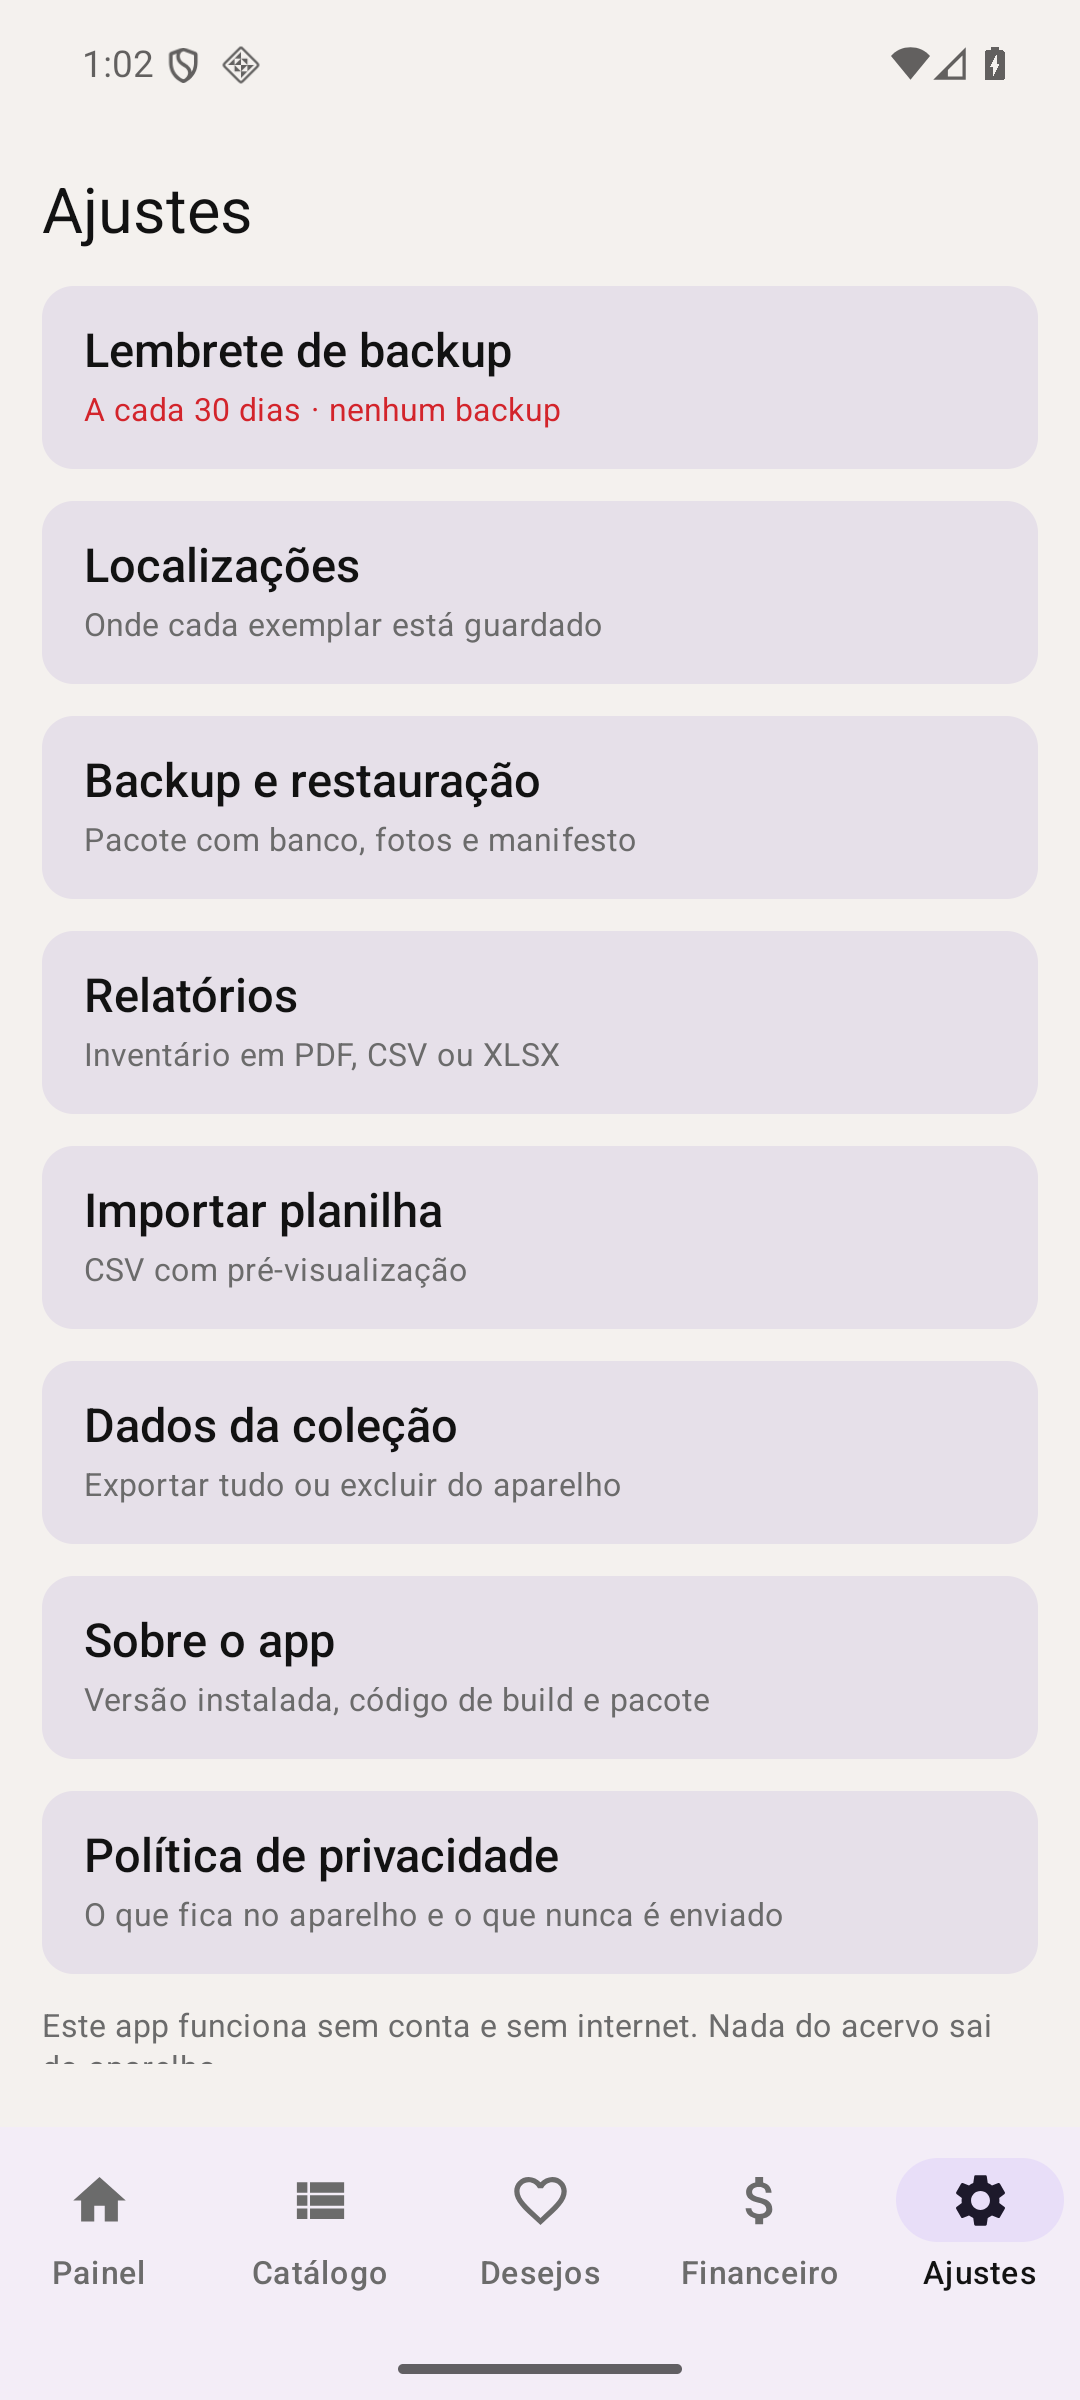 1:02
Ajustes
Lembrete de backup
A cada 30 dias · nenhum backup
Localizações
Onde cada exemplar está guardado
Backup e restauração
Pacote com banco, fotos e manifesto
Relatórios
Inventário em PDF, CSV ou XLSX
Importar planilha
CSV com pré-visualização
Dados da coleção
Exportar tudo ou excluir do aparelho
Sobre o app
Versão instalada, código de build e pacote
Política de privacidade
O que fica no aparelho e o que nunca é enviado
Este app funciona sem conta e sem internet. Nada do acervo sai
Painel
Catálogo
Desejos
Financeiro
Ajustes